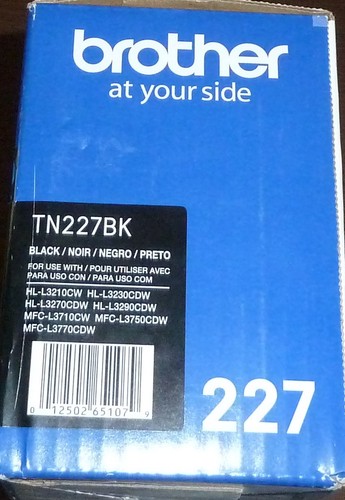 brother
at your side
TN227BK
BLACK / NOIR / NEGRO / PRETO
FOR USE WITH / POUR UTILISER AVEC
PARA USO CON / PARA USO COM
HL-L3210CW HL-L3230CDW
HL-L3270CDW HL-L3290CDW
MFC-L3710CW MFC-L3750CDW
MFC-L3770CDW
0 12502 65107 9
227